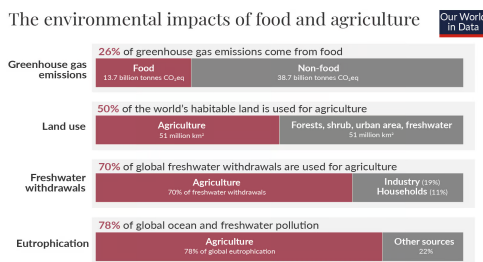 The environmental impacts of food and agriculture
Our World
in Data
26% of greenhouse gas emissions come from food
Greenhouse gas
emissions
Food
13.7 billion tonnes CO₂eq
Non-food
38.7 billion tonnes CO₂eq
50% of the world's habitable land is used for agriculture
Land use
Agriculture
51 million km²
Forests, shrub, urban area, freshwater
51 million km²
70% of global freshwater withdrawals are used for agriculture
Freshwater
withdrawals
Agriculture
70% of freshwater withdrawals
Industry (19%)
Households (11%)
78% of global ocean and freshwater pollution
Eutrophication
Agriculture
78% of global eutrophication
Other sources
22%